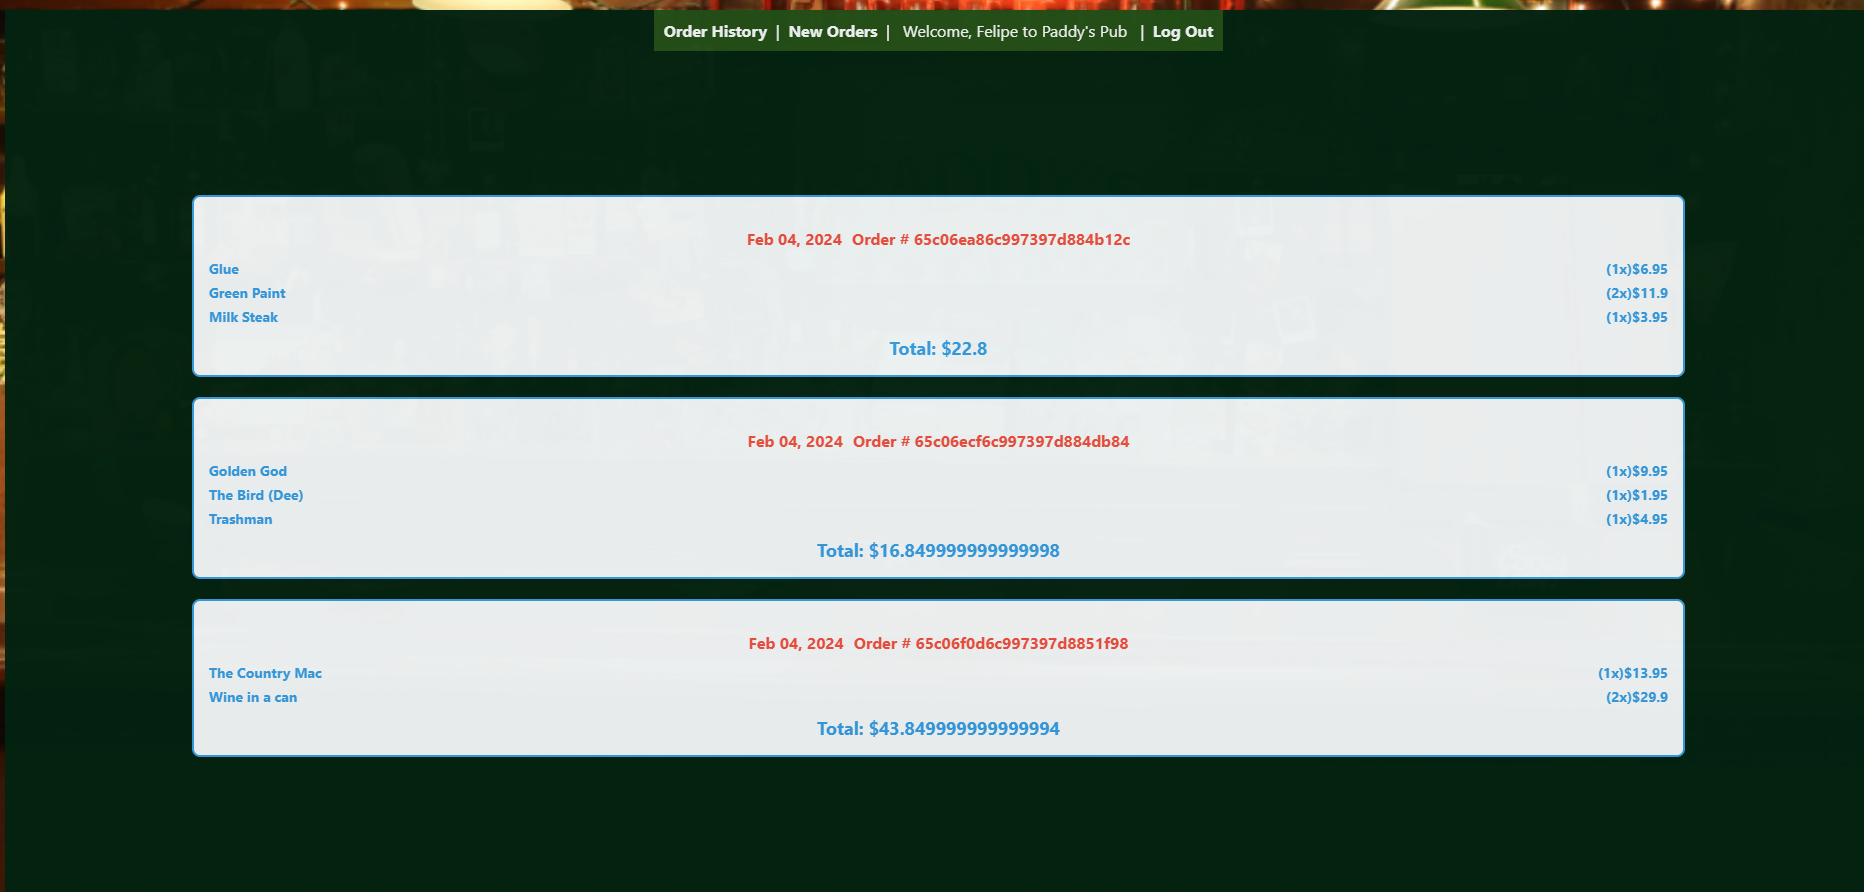 Order History | New Orders | Welcome, Felipe to Paddy's Pub | Log Out
Feb 04, 2024 Order # 65c06ea86c997397d884b12c
Glue (1x)$6.95
Green Paint (2x)$11.9
Milk Steak (1x)$3.95
Total: $22.8
Feb 04, 2024 Order # 65c06ecf6c997397d884db84
Golden God (1x)$9.95
The Bird (Dee) (1x)$1.95
Trashman (1x)$4.95
Total: $16.849999999999998
Feb 04, 2024 Order # 65c06f0d6c997397d8851f98
The Country Mac (1x)$13.95
Wine in a can (2x)$29.9
Total: $43.849999999999994